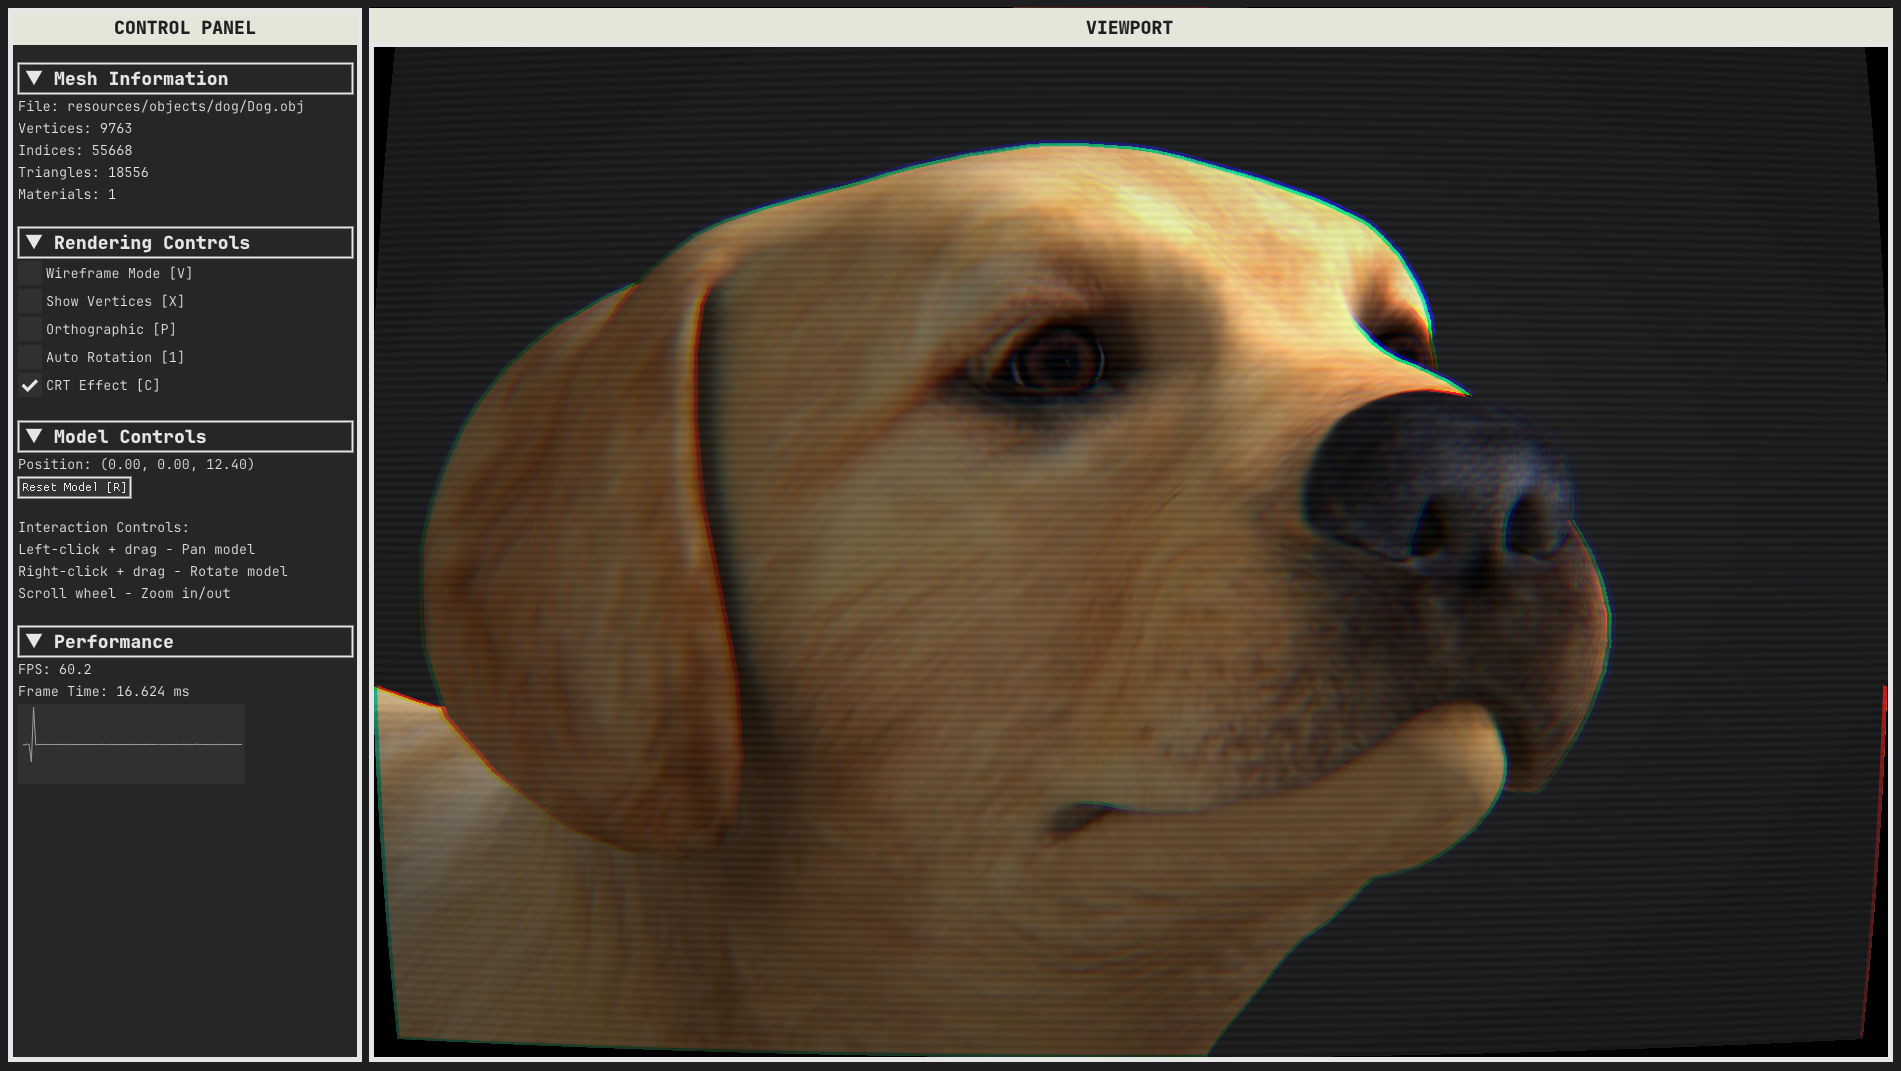 CONTROL PANEL
Mesh Information
File: resources/objects/dog/Dog.obj
Vertices: 9763
Indices: 55668
Triangles: 18556
Materials: 1
Rendering Controls
Wireframe Mode [V]
Show Vertices [X]
Orthographic [P]
Auto Rotation [1]
CRT Effect [C]
Model Controls
Position: (0.00, 0.00, 12.40)
Reset Model [R]
Interaction Controls:
Left-click + drag - Pan model
Right-click + drag - Rotate model
Scroll wheel - Zoom in/out
Performance
FPS: 60.2
Frame Time: 16.624 ms
VIEWPORT